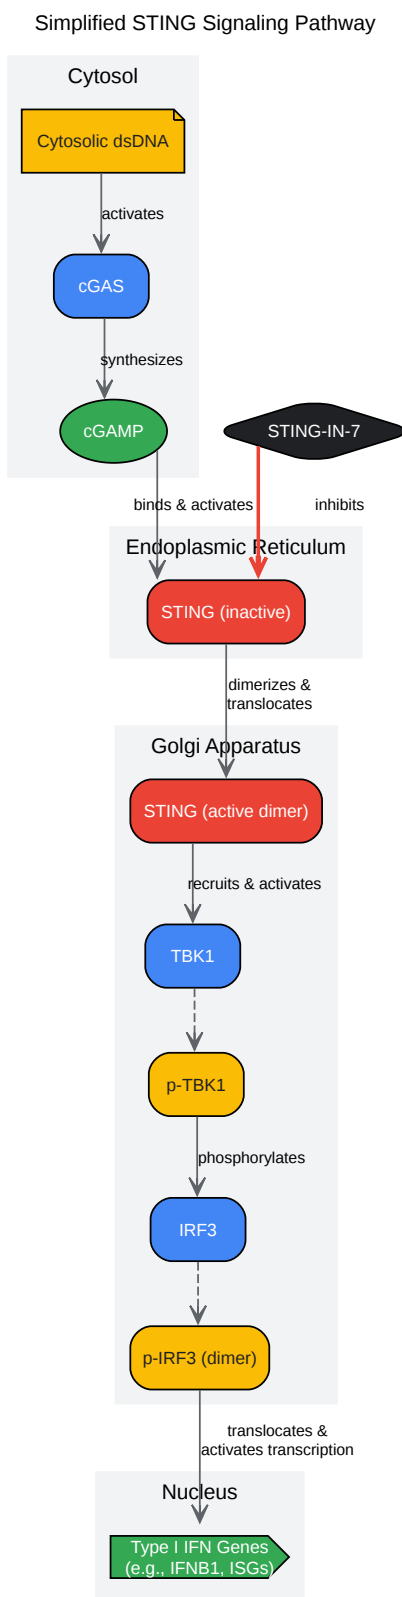 Simplified STING Signaling Pathway
Cytosol
Cytosolic dsDNA
activates
cGAS
synthesizes
cGAMP
STING-IN-7
binds & activates
inhibits
Endoplasmic Reticulum
STING (inactive)
dimerizes &
translocates
Golgi Apparatus
STING (active dimer)
recruits & activates
TBK1
p-TBK1
phosphorylates
IRF3
p-IRF3 (dimer)
translocates &
activates transcription
Nucleus
Type I IFN Genes
(e.g., IFNB1, ISGs)